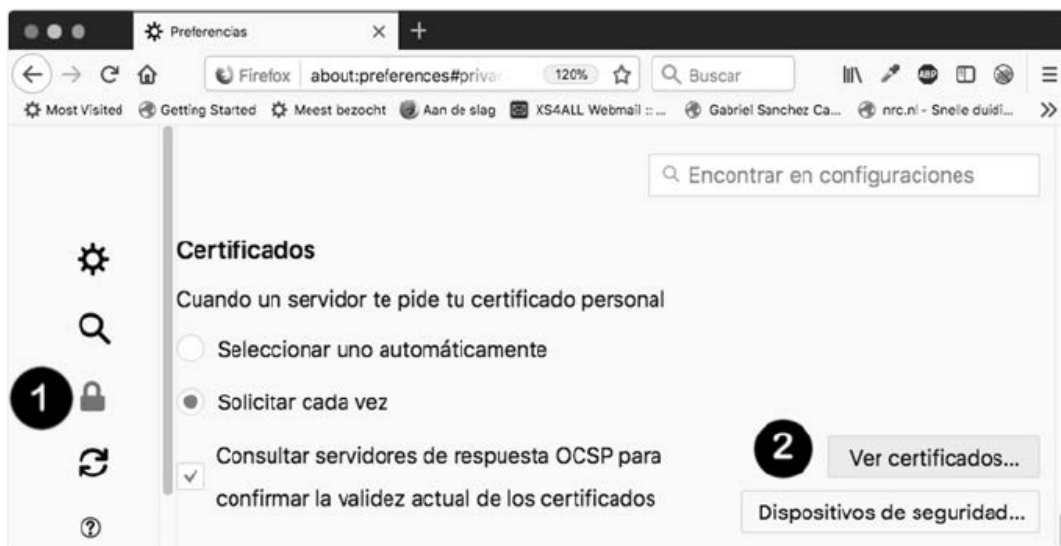 Preferencias
Firefox about:preferences#priva 120% Buscar ABP
Most Visited Getting Started Meest bezocht Aan de slag XS4ALL Webmail :: ... Gabriel Sanchez Ca... nrc.nl - Snelle duidi...
Encontrar en configuraciones
Certificados
Cuando un servidor te pide tu certificado personal
Seleccionar uno automáticamente
1 Solicitar cada vez
Consultar servidores de respuesta OCSP para
confirmar la validez actual de los certificados
2 Ver certificados...
Dispositivos de seguridad...